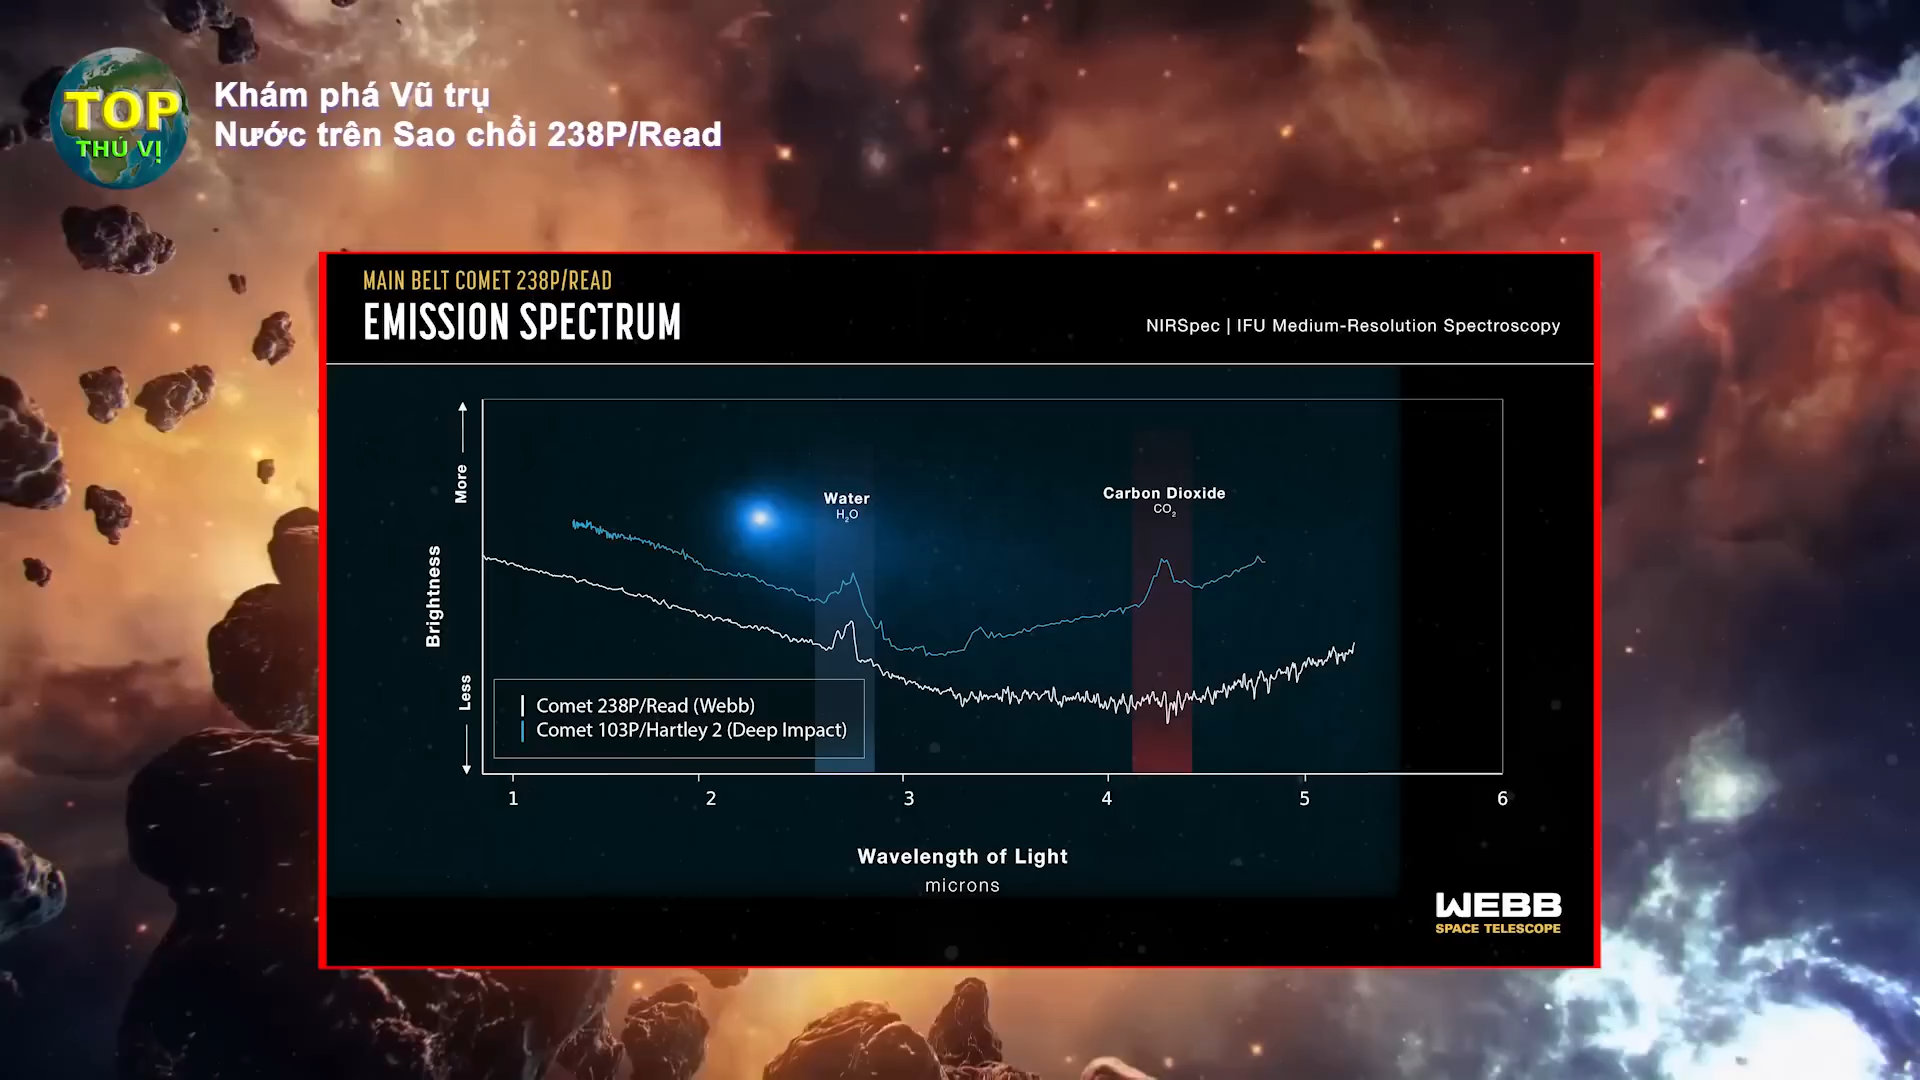 TOP
THÚ VỊ
Khám phá Vũ trụ
Nước trên Sao chổi 238P/Read
MAIN BELT COMET 238P/READ
EMISSION SPECTRUM
NIRSpec | IFU Medium-Resolution Spectroscopy
More
Brightness
Less
Water
H₂O
Carbon Dioxide
CO₂
Comet 238P/Read (Webb)
Comet 103P/Hartley 2 (Deep Impact)
1 2 3 4 5 6
Wavelength of Light
microns
WEBB
SPACE TELESCOPE